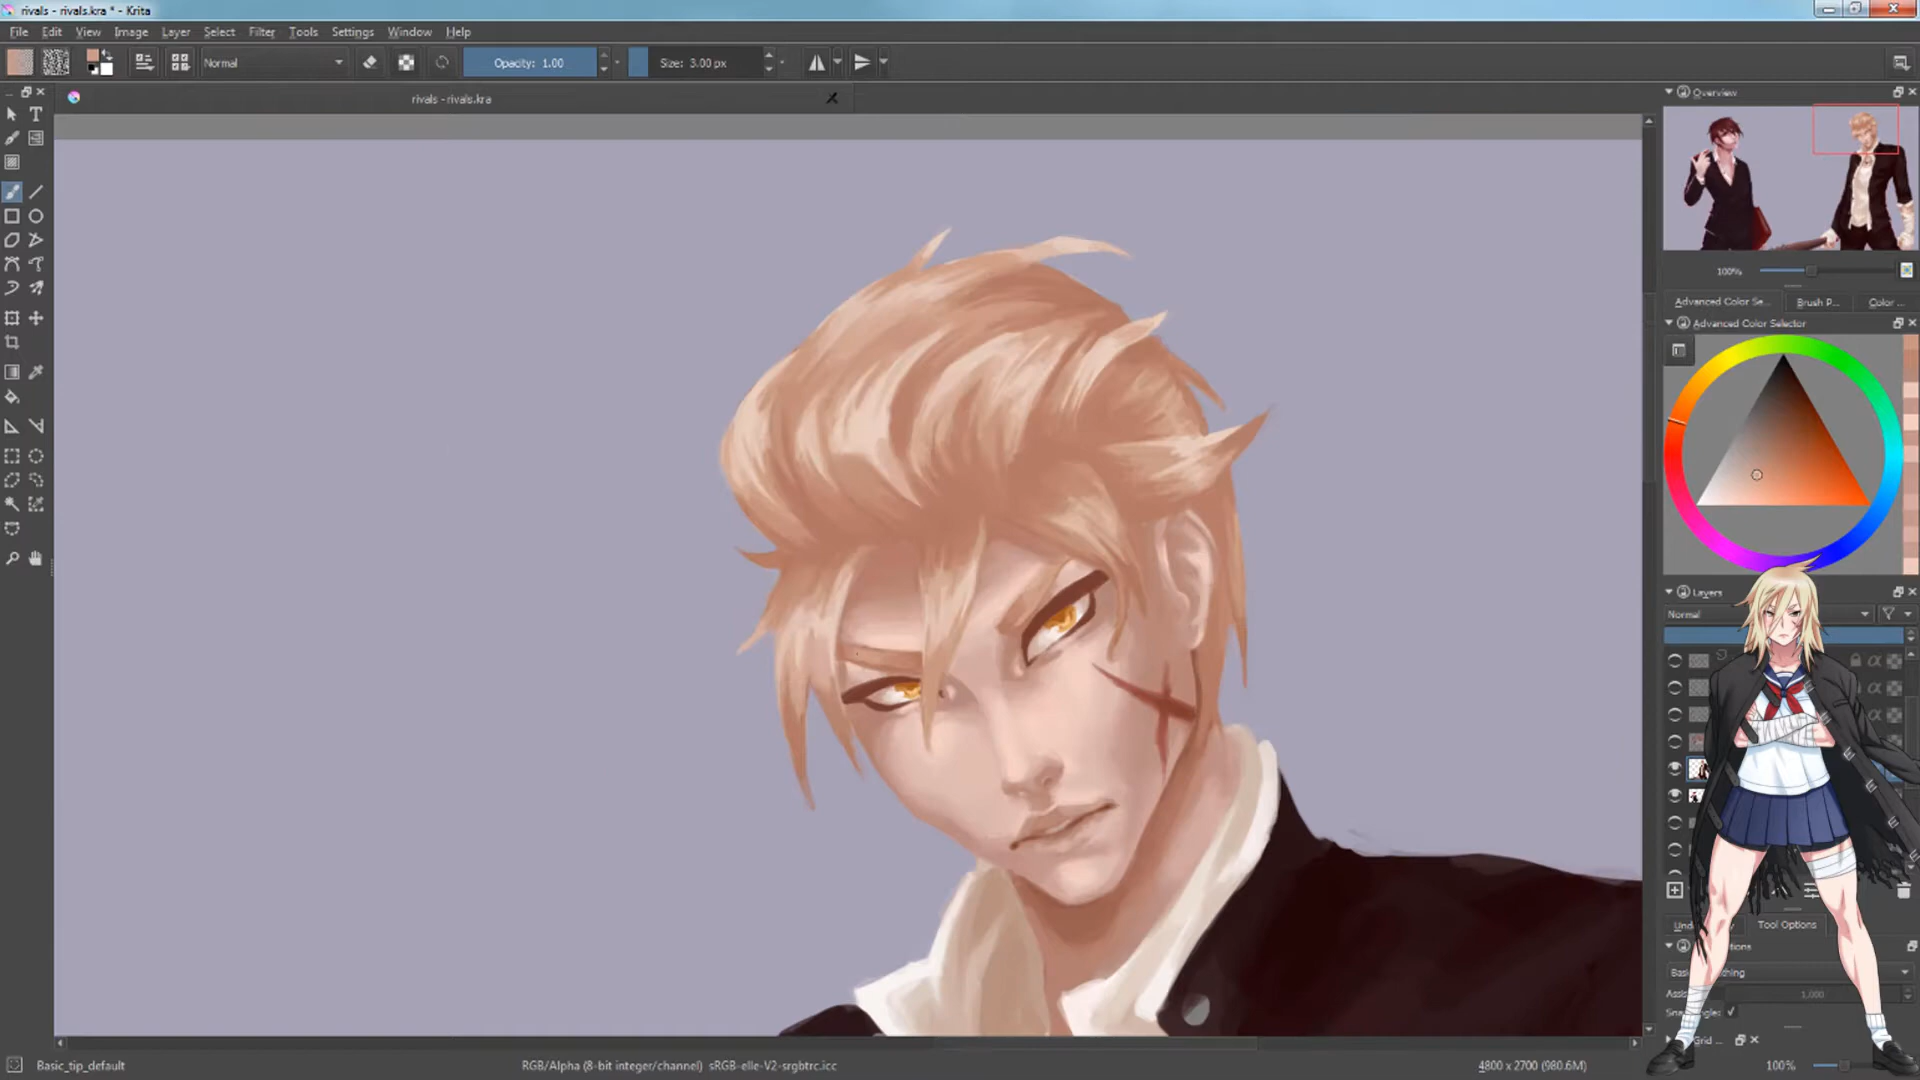 rivals - rivals.kra * - Krita
File Edit View Image Layer Select Filter Tools Settings Window Help
Normal
Opacity: 1.00
Size: 3.00 px
rivals - rivals.kra
Overview
100%
Advanced Color Se...
Brush P...
Color ...
Advanced Color Selector
Layers
Normal
Tool Options
1,000
Grid ...
Basic_tip_default
RGB/Alpha (8-bit integer/channel) sRGB-elle-V2-srgbtrc.icc
4800 x 2700 (980.6M)
100%